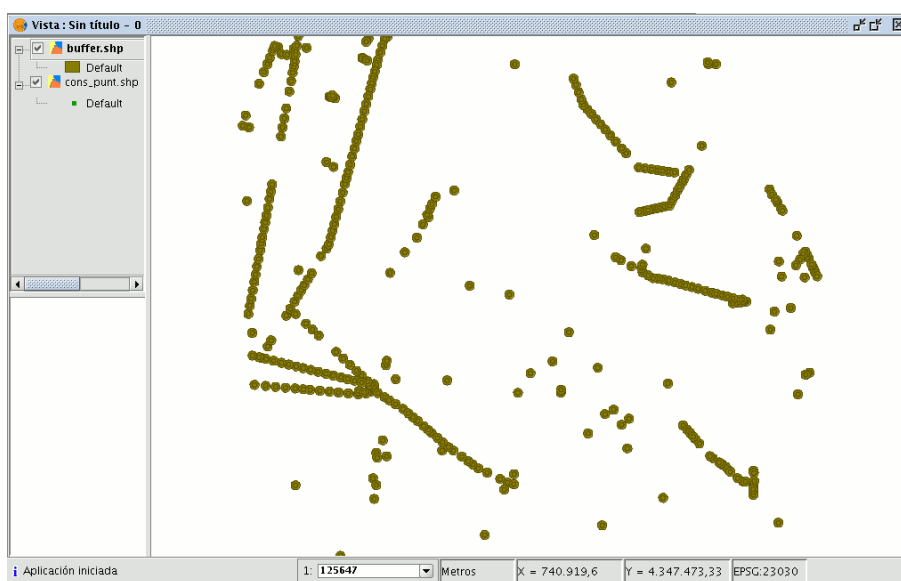 Vista : Sin título - 0
buffer.shp
Default
cons_punt.shp
Default
Aplicación iniciada
1: 125647
Metros
X = 740.919,6
Y = 4.347.473,33
EPSG:23030